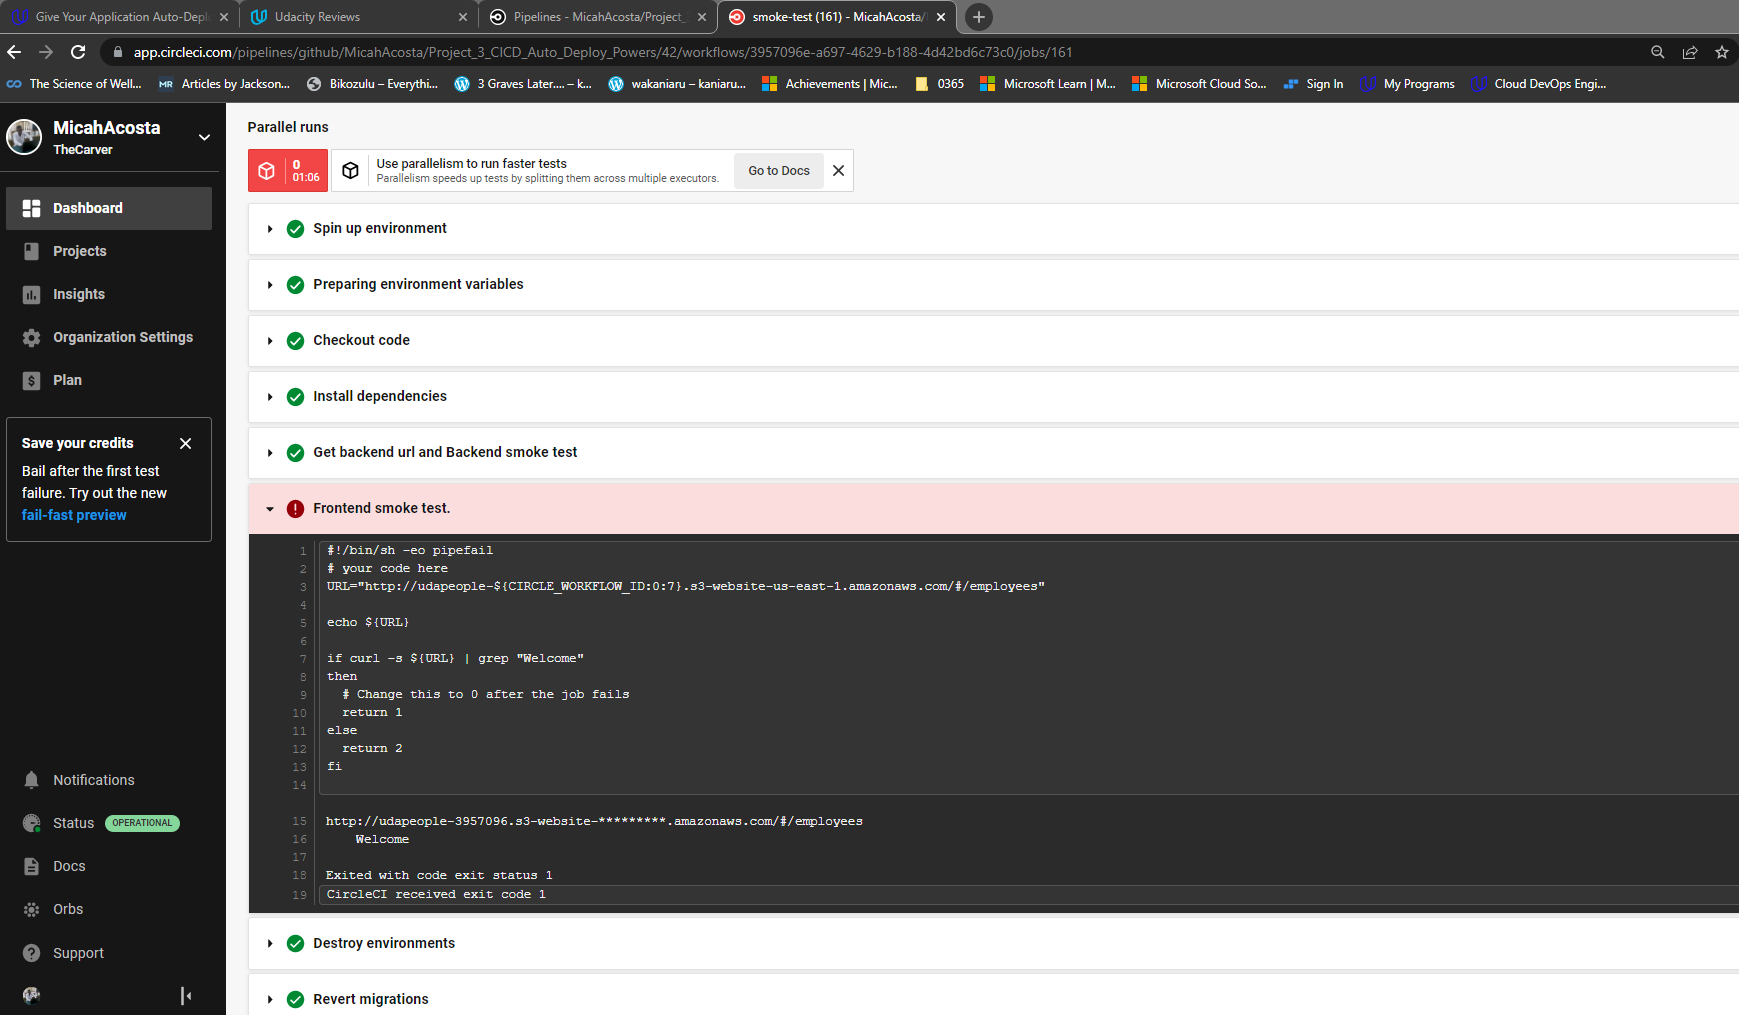 Give Your Application Auto-Depl
Udacity Reviews
Pipelines - MicahAcosta/Project_
smoke-test (161) - MicahAcosta/
app.circleci.com/pipelines/github/MicahAcosta/Project_3_CICD_Auto_Deploy_Powers/42/workflows/3957096e-a697-4629-b188-4d42bd6c73c0/jobs/161
The Science of Well...
MR Articles by Jackson...
Bikozulu – Everythi...
3 Graves Later.... – k...
wakaniaru – kaniaru...
Achievements | Mic...
0365
Microsoft Learn | M...
Microsoft Cloud So...
Sign In
My Programs
Cloud DevOps Engi...
MicahAcosta
TheCarver
Dashboard
Projects
Insights
Organization Settings
Plan
Save your credits
Bail after the first test
failure. Try out the new
fail-fast preview
Notifications
Status OPERATIONAL
Docs
Orbs
Support
Parallel runs
0
01:06
Use parallelism to run faster tests
Parallelism speeds up tests by splitting them across multiple executors.
Go to Docs
Spin up environment
Preparing environment variables
Checkout code
Install dependencies
Get backend url and Backend smoke test
Frontend smoke test.
1 #!/bin/sh -eo pipefail
2 # your code here
3 URL="http://udapeople-${CIRCLE_WORKFLOW_ID:0:7}.s3-website-us-east-1.amazonaws.com/#/employees"
4
5 echo ${URL}
6
7 if curl -s ${URL} | grep "Welcome"
8 then
9 # Change this to 0 after the job fails
10 return 1
11 else
12 return 2
13 fi
14
15 http://udapeople-3957096.s3-website-*********.amazonaws.com/#/employees
16 Welcome
17
18 Exited with code exit status 1
19 CircleCI received exit code 1
Destroy environments
Revert migrations